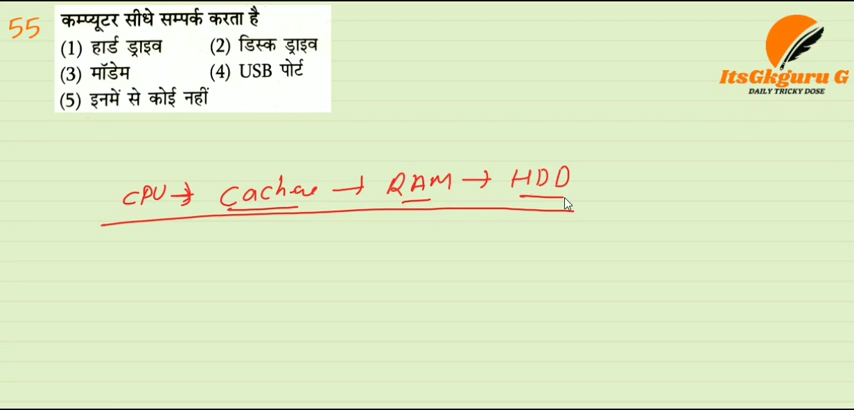 55
कम्प्यूटर सीधे सम्पर्क करता है
(1) हार्ड ड्राइव (2) डिस्क ड्राइव
(3) मॉडेम (4) USB पोर्ट
(5) इनमें से कोई नहीं
ItsGkguru G
DAILY TRICKY DOSE
CPU → Cache → RAM → HDD